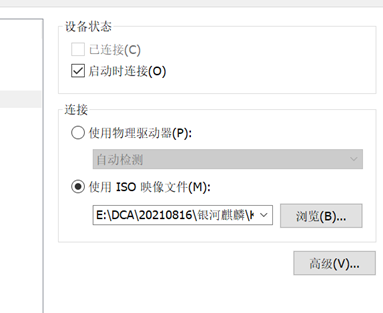 设备状态
已连接(C)
启动时连接(O)
连接
使用物理驱动器(P):
自动检测
使用 ISO 映像文件(M):
E:\DCA\20210816\银河麒麟\K
浏览(B)...
高级(V)...